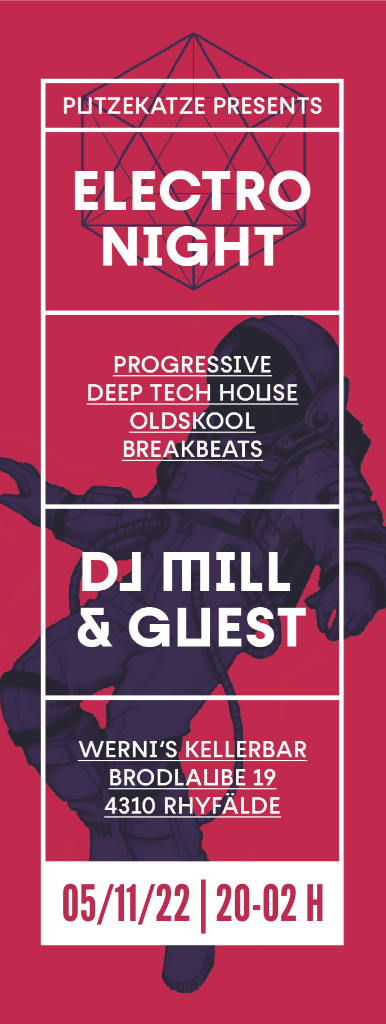 PUTZEKATZE PRESENTS
ELECTRO
NIGHT
PROGRESSIVE
DEEP TECH HOUSE
OLDSKOOL
BREAKBEATS
DJ MILL
& GUEST
WERNI'S KELLERBAR
BRODLAUBE 19
4310 RHYFÄLDE
05/11/22 | 20-02 H